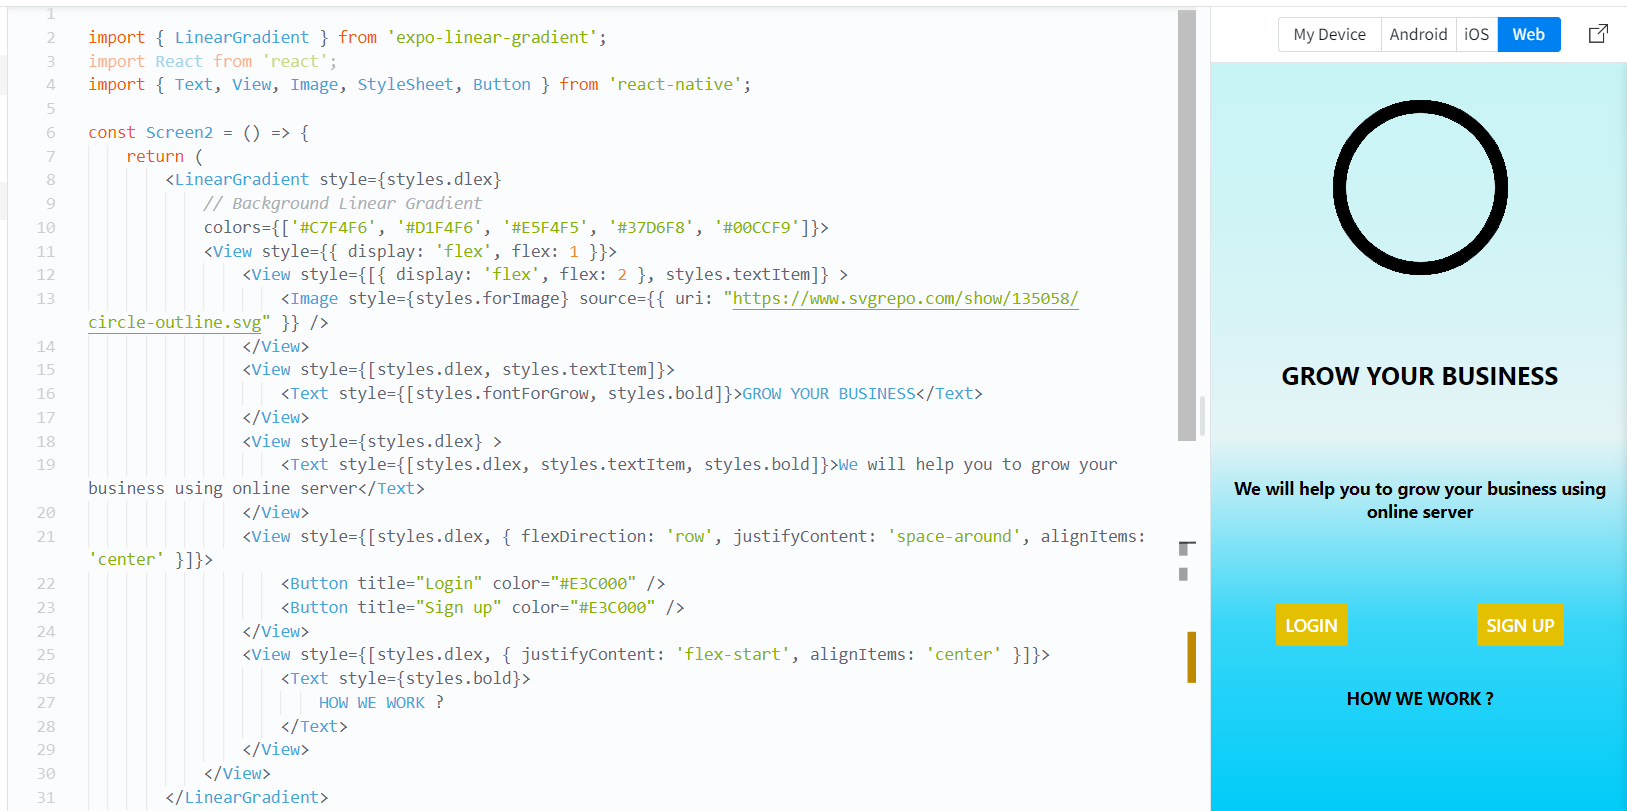 1
2 import { LinearGradient } from 'expo-linear-gradient';
3 import React from 'react';
4 import { Text, View, Image, StyleSheet, Button } from 'react-native';
5
6 const Screen2 = () => {
7 return (
8 <LinearGradient style={styles.dlex}
9 // Background Linear Gradient
10 colors={['#C7F4F6', '#D1F4F6', '#E5F4F5', '#37D6F8', '#00CCF9']}>
11 <View style={{ display: 'flex', flex: 1 }}>
12 <View style={[{ display: 'flex', flex: 2 }, styles.textItem]} >
13 <Image style={styles.forImage} source={{ uri: "https://www.svgrepo.com/show/135058/
circle-outline.svg" }} />
14 </View>
15 <View style={[styles.dlex, styles.textItem]}>
16 <Text style={[styles.fontForGrow, styles.bold]}>GROW YOUR BUSINESS</Text>
17 </View>
18 <View style={styles.dlex} >
19 <Text style={[styles.dlex, styles.textItem, styles.bold]}>We will help you to grow your
business using online server</Text>
20 </View>
21 <View style={[styles.dlex, { flexDirection: 'row', justifyContent: 'space-around', alignItems:
'center' }]}>
22 <Button title="Login" color="#E3C000" />
23 <Button title="Sign up" color="#E3C000" />
24 </View>
25 <View style={[styles.dlex, { justifyContent: 'flex-start', alignItems: 'center' }]}>
26 <Text style={styles.bold}>
27 HOW WE WORK ?
28 </Text>
29 </View>
30 </View>
31 </LinearGradient>
My Device Android iOS Web
GROW YOUR BUSINESS
We will help you to grow your business using
online server
LOGIN SIGN UP
HOW WE WORK ?